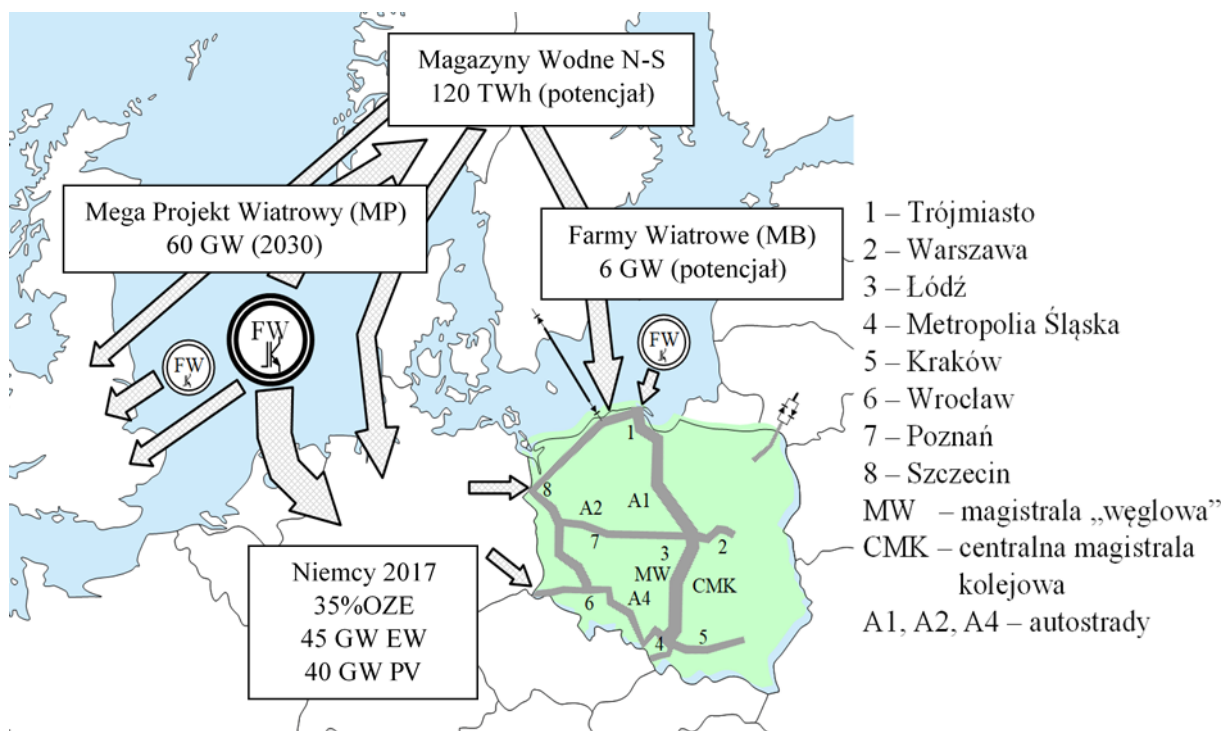 Magazyny Wodne N-S
120 TWh (potencjał)
Mega Projekt Wiatrowy (MP)
60 GW (2030)
Farmy Wiatrowe (MB)
6 GW (potencjał)
FW
FW
FW
1
8
A2
A1
7
3
2
MW
CMK
6
A4
4
5
Niemcy 2017
35%OZE
45 GW EW
40 GW PV
1 – Trójmiasto
2 – Warszawa
3 – Łódź
4 – Metropolia Śląska
5 – Kraków
6 – Wrocław
7 – Poznań
8 – Szczecin
MW – magistrala „węglowa”
CMK – centralna magistrala
kolejowa
A1, A2, A4 – autostrady